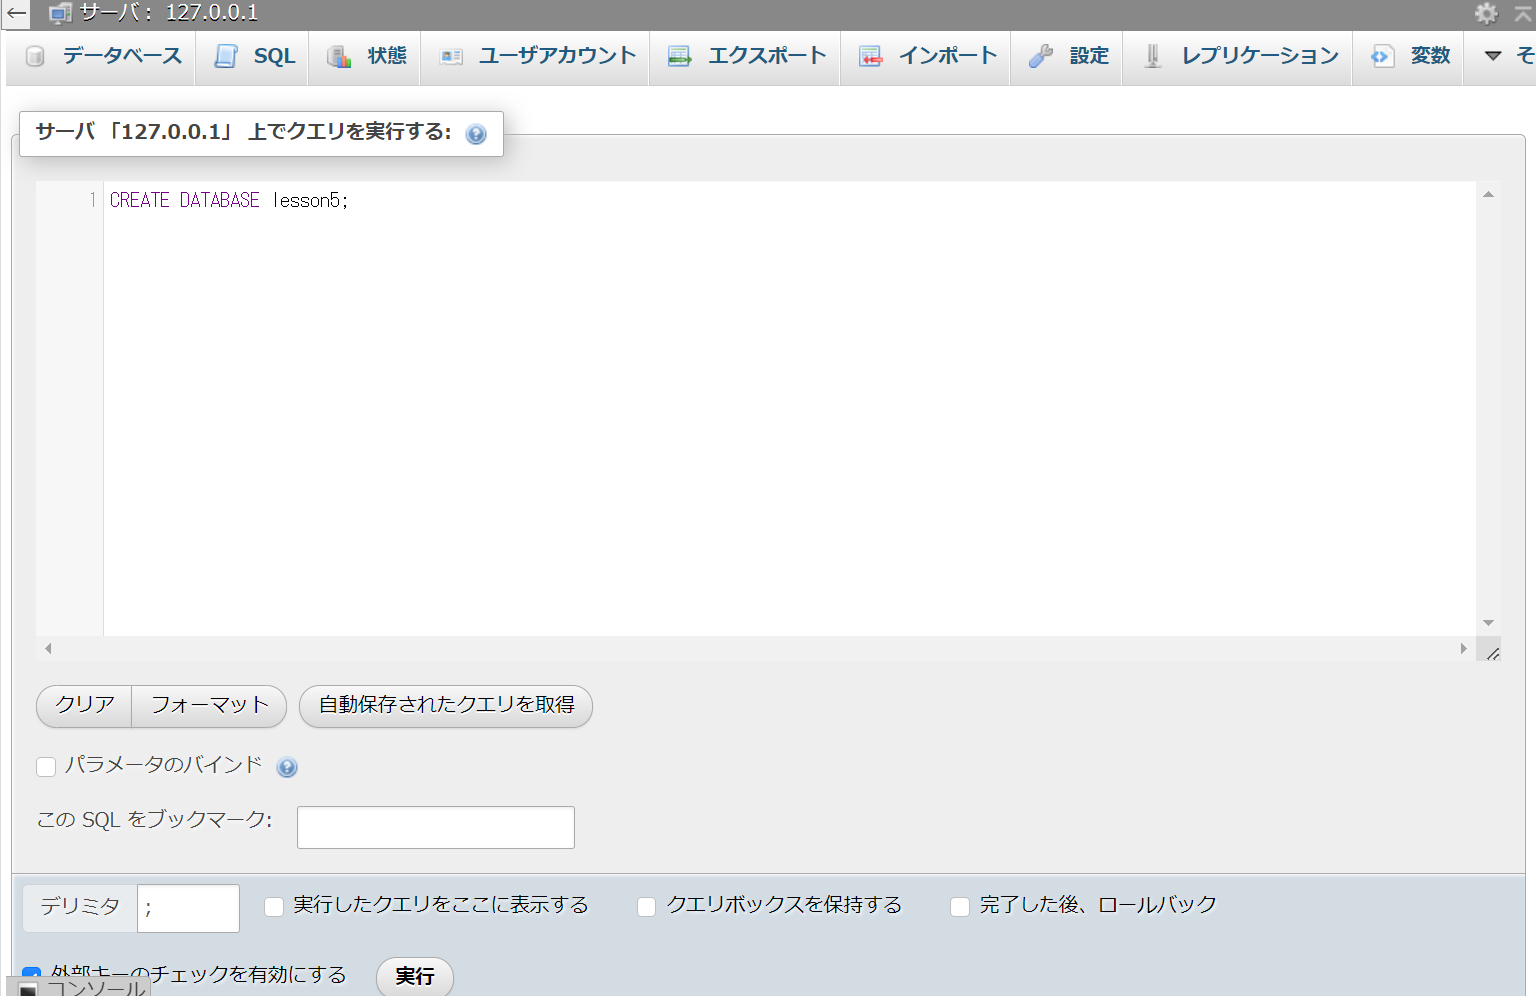 サーバ: 127.0.0.1
データベース SQL 状態 ユーザアカウント エクスポート インポート 設定 レプリケーション 変数 そ
サーバ 「127.0.0.1」 上でクエリを実行する:
1 CREATE DATABASE lesson5;
クリア フォーマット 自動保存されたクエリを取得
パラメータのバインド
この SQL をブックマーク:
デリミタ ; 実行したクエリをここに表示する クエリボックスを保持する 完了した後、ロールバック
外部キーのチェックを有効にする 実行
コンソール